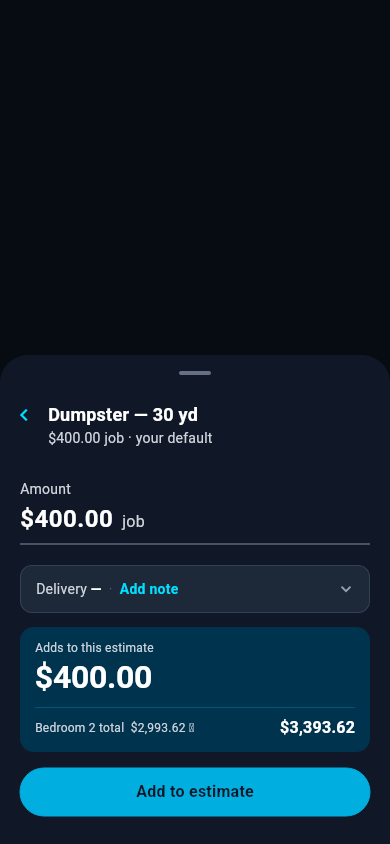 Dumpster — 30 yd
$400.00 job · your default
Amount
$400.00 job
Delivery — · Add note
Adds to this estimate
$400.00
Bedroom 2 total $2,993.62 $3,393.62
Add to estimate